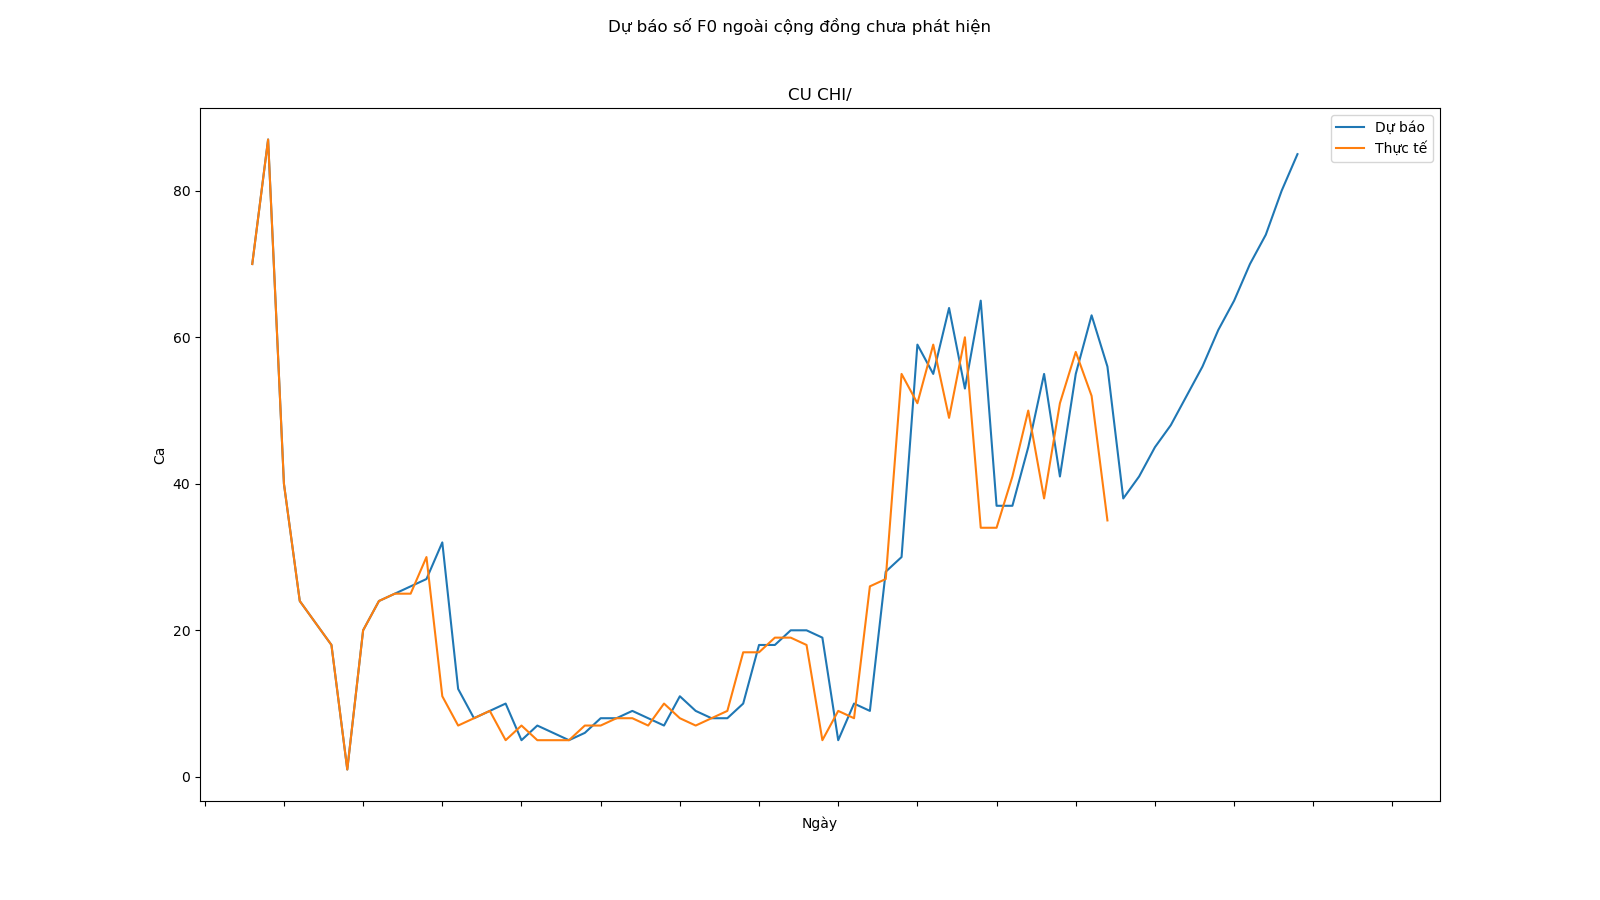 Dự báo số F0 ngoài cộng đồng chưa phát hiện
CU CHI/
Dự báo
Thực tế
80
60
40
20
0
Ca
Ngày